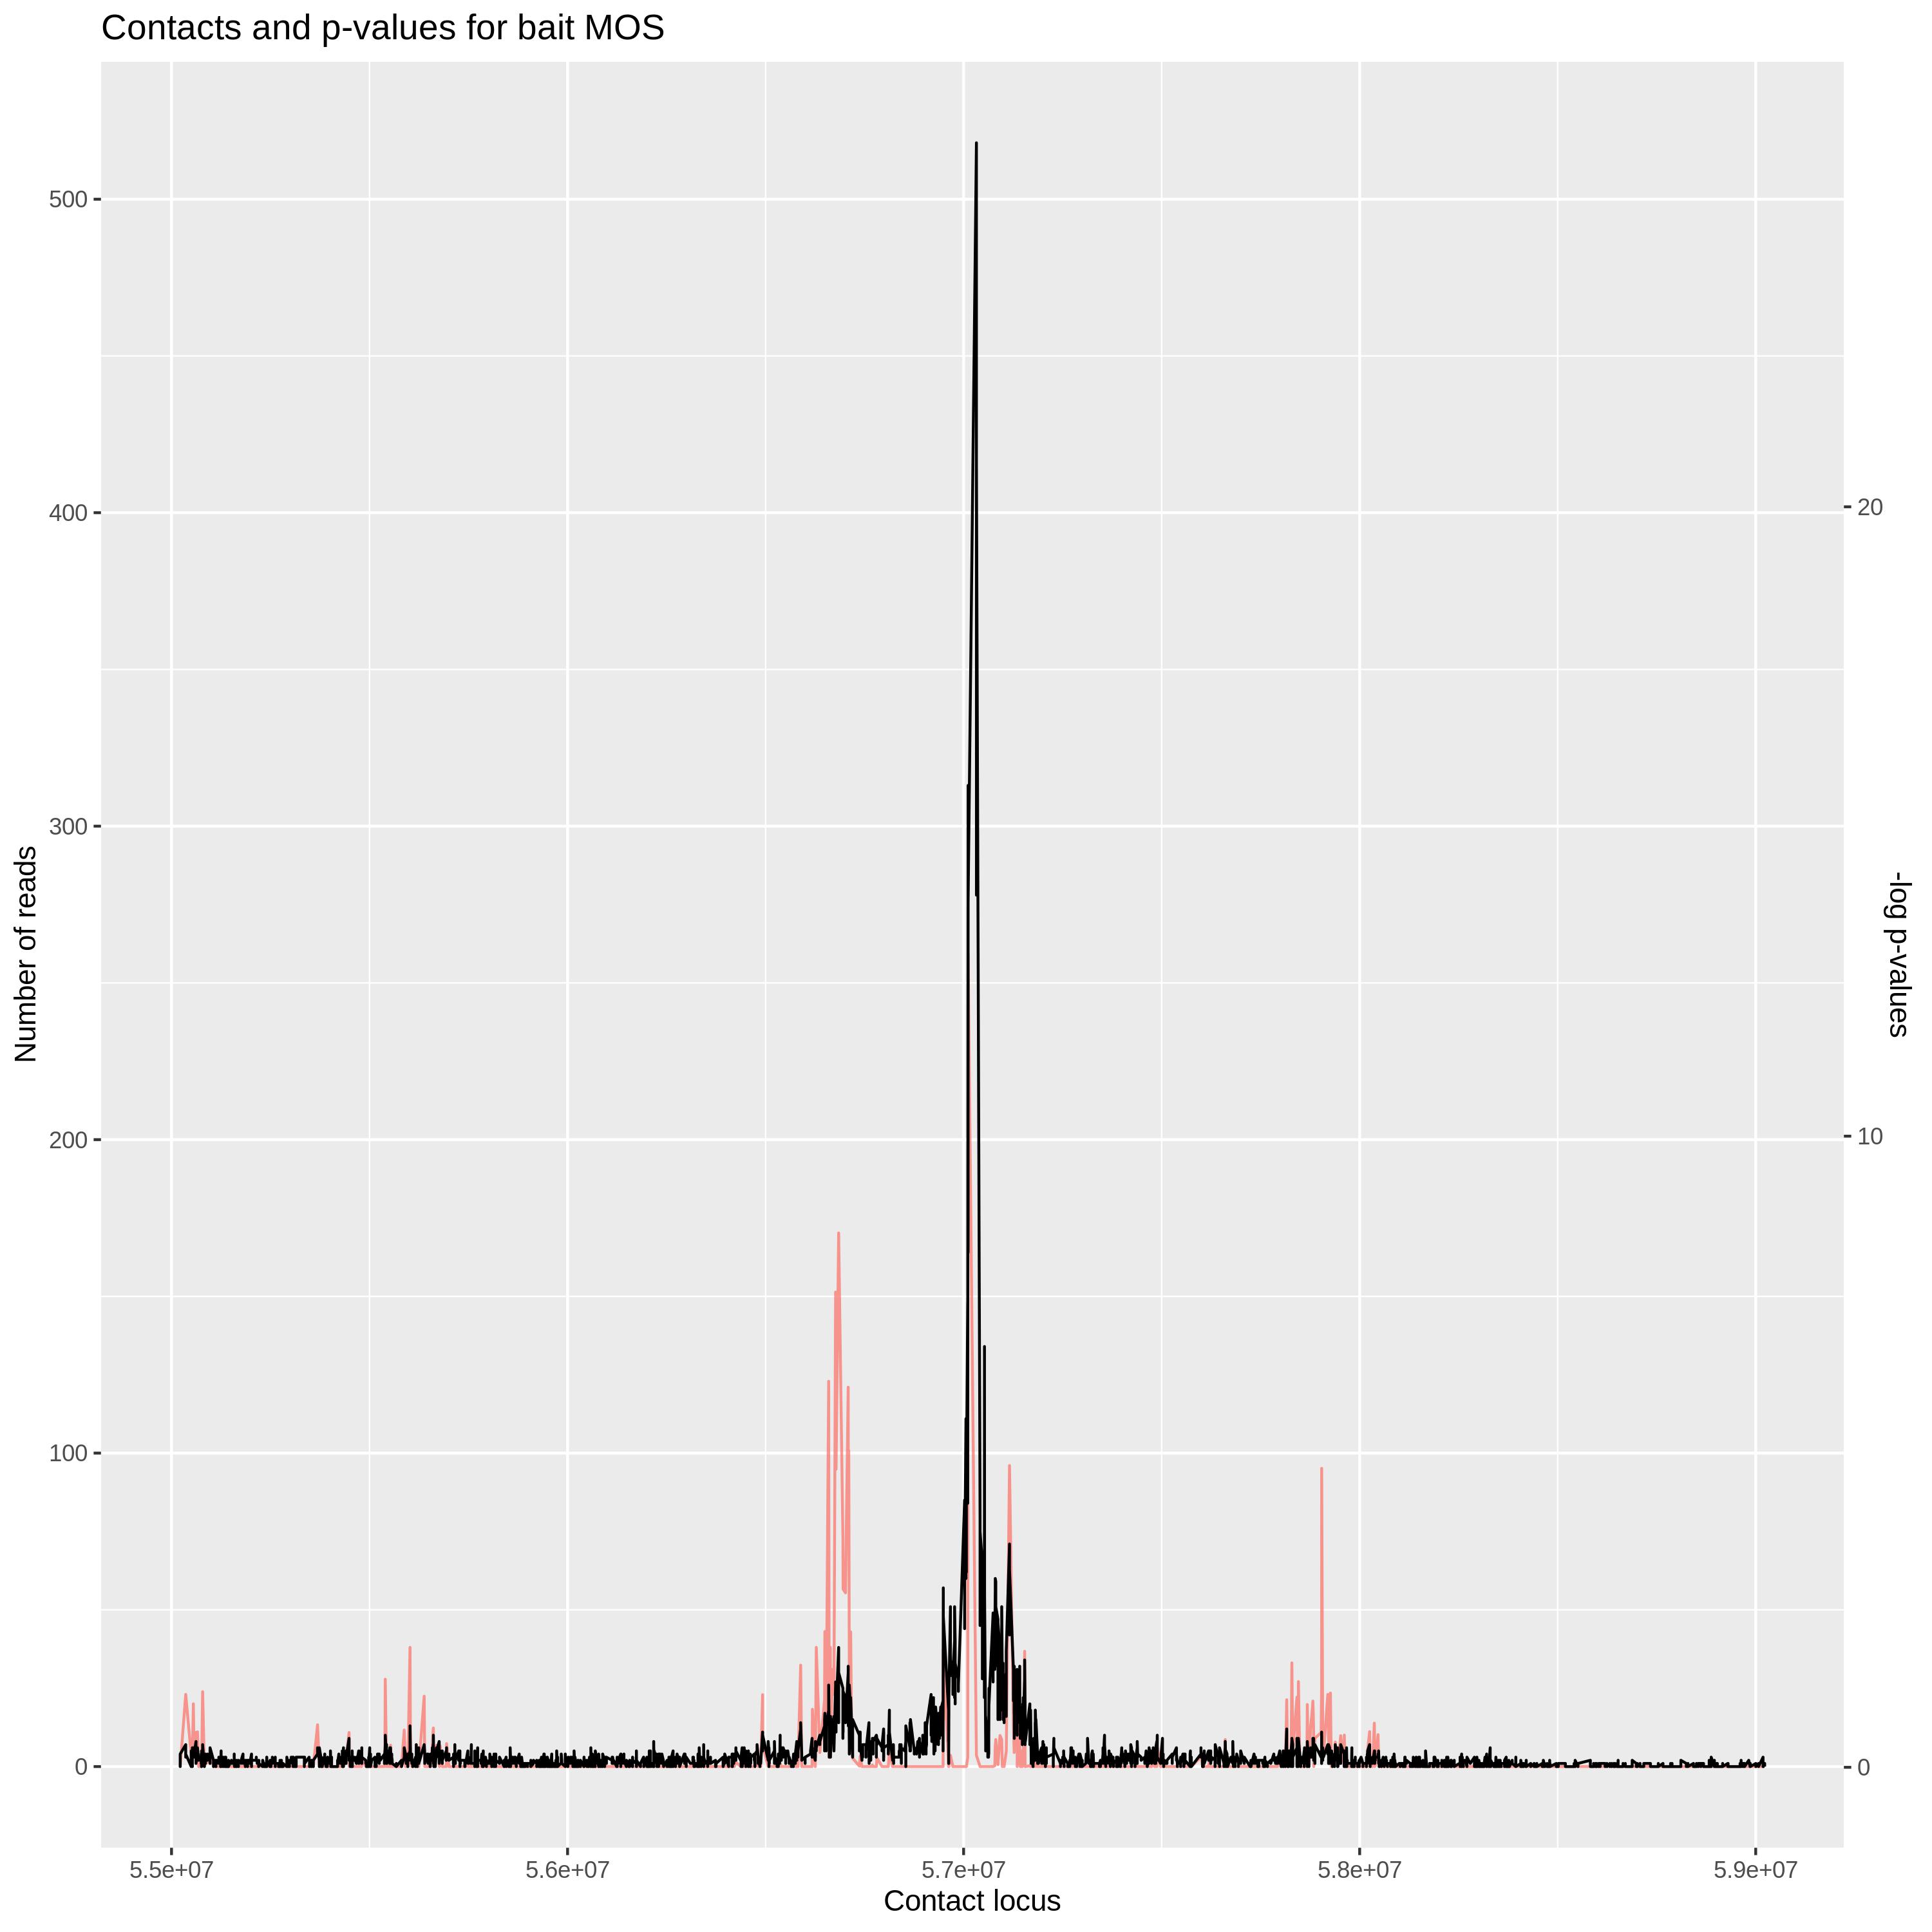 Contacts and p-values for bait MOS
500
400
300
200
100
0
Number of reads
20
10
0
-log p-values
5.5e+07
5.6e+07
5.7e+07
5.8e+07
5.9e+07
Contact locus